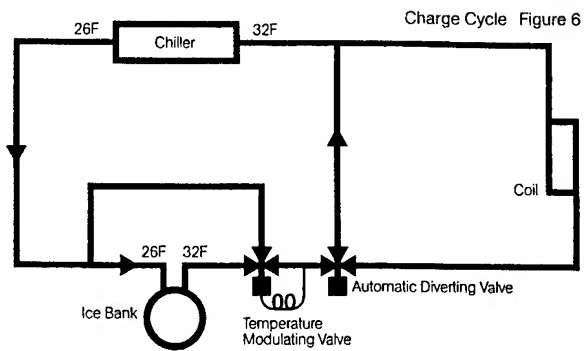 Charge Cycle Figure 6
26F
Chiller
32F
Coil
26F 32F
Ice Bank
Temperature
Modulating Valve
Automatic Diverting Valve